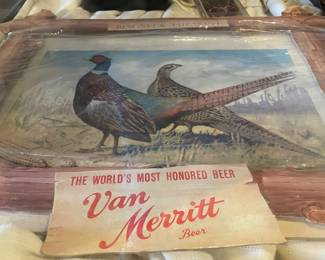 THE WORLD'S MOST HONORED BEER
Van
Merritt
Beer